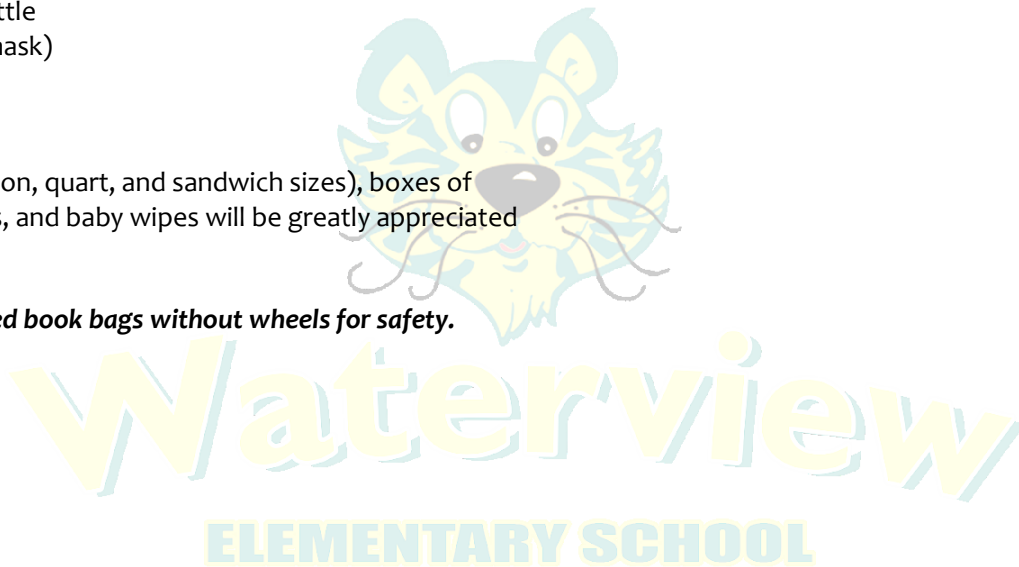 ttle
mask)
on, quart, and sandwich sizes), boxes of
s, and baby wipes will be greatly appreciated
ed book bags without wheels for safety.
Waterview
ELEMENTARY SCHOOL